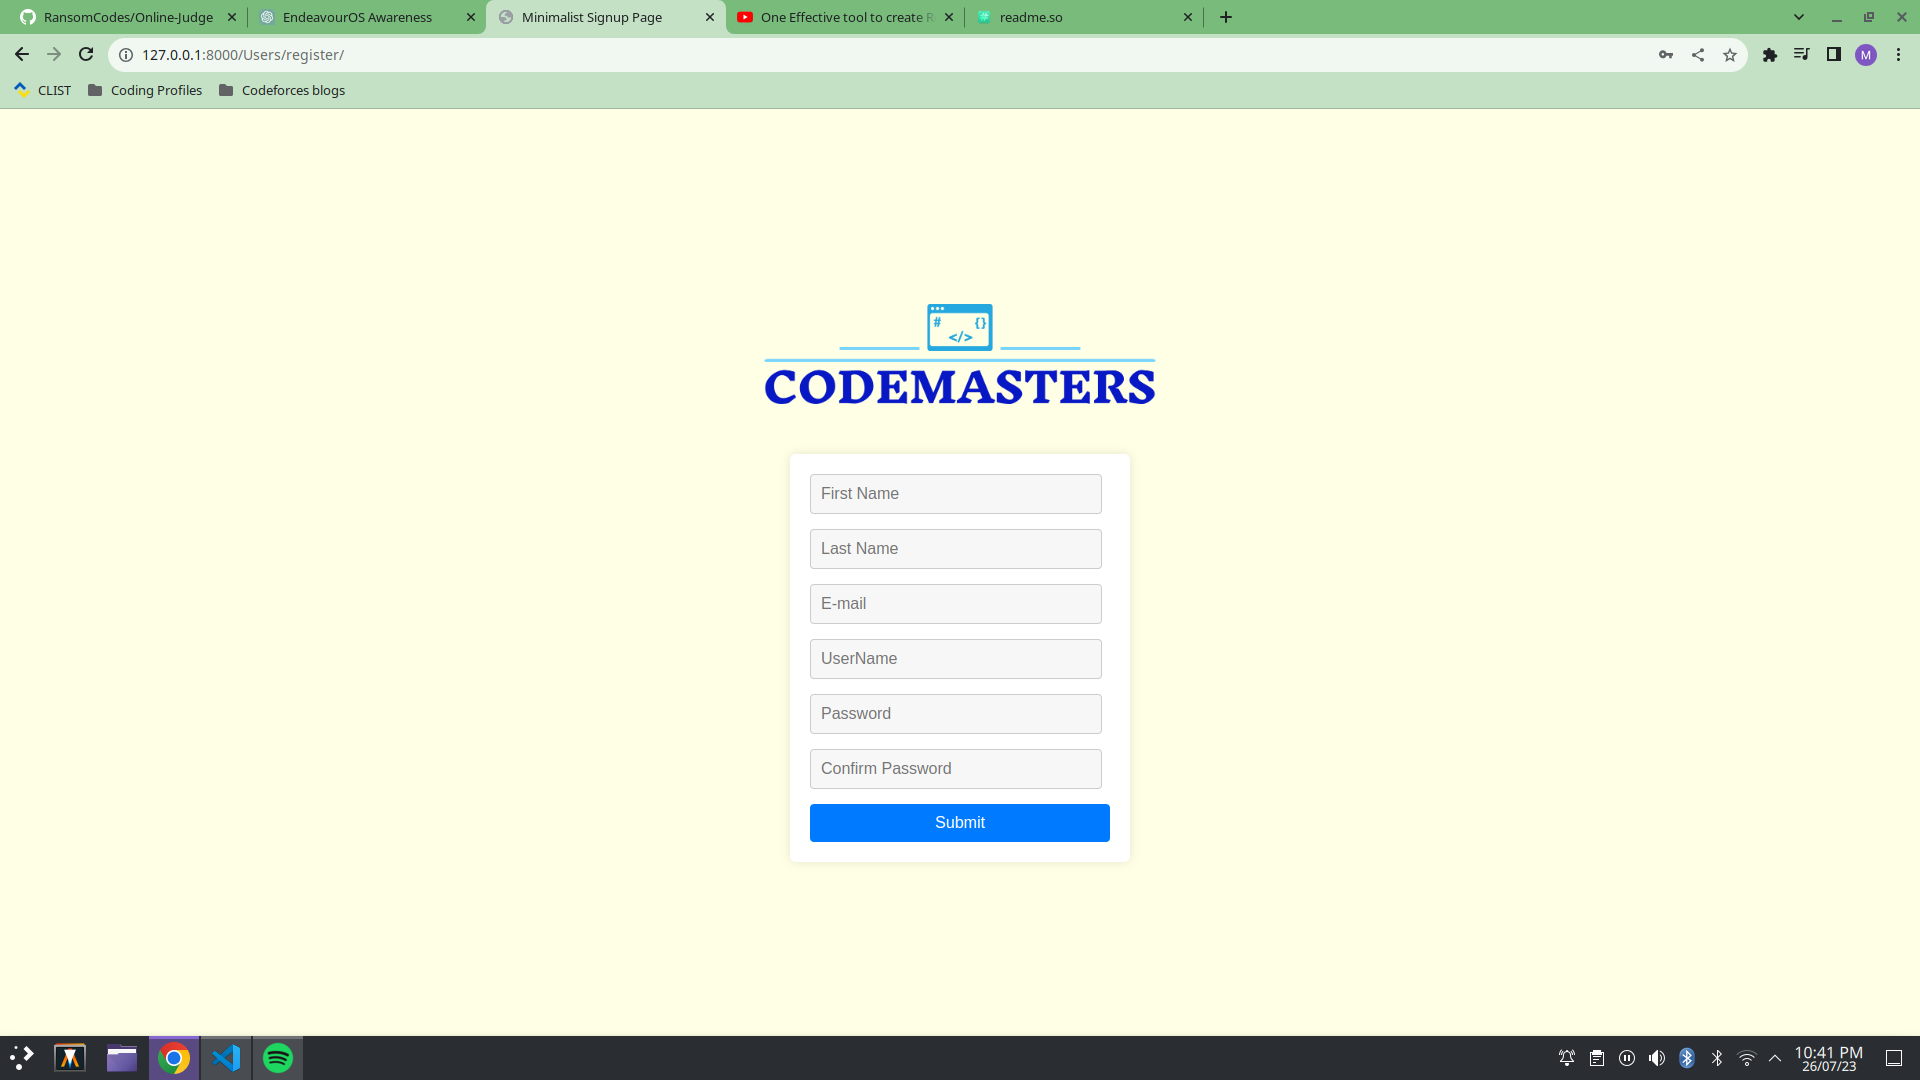 RansomCodes/Online-Judge
EndeavourOS Awareness
Minimalist Signup Page
One Effective tool to create R
readme.so
127.0.0.1:8000/Users/register/
M
CLIST
Coding Profiles
Codeforces blogs
# {}
</>
CODEMASTERS
First Name
Last Name
E-mail
UserName
Password
Confirm Password
Submit
10:41 PM
26/07/23